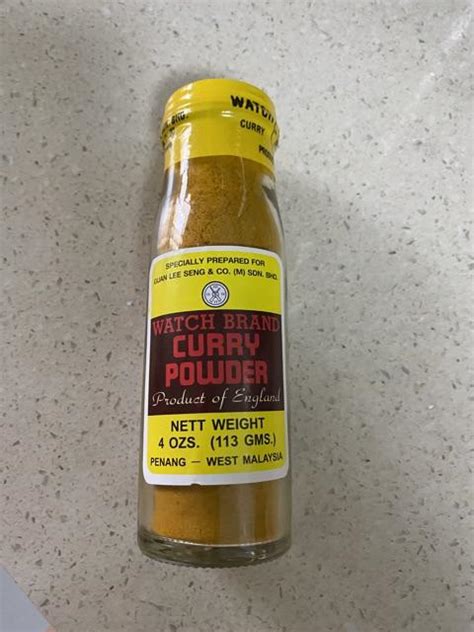 WATCH
CURRY
SPECIALLY PREPARED FOR
GUAN LEE SENG & CO. (M) SDN. BHD.
WATCH BRAND
CURRY
POWDER
Product of England
NETT WEIGHT
4 OZS. (113 GMS.)
PENANG — WEST MALAYSIA